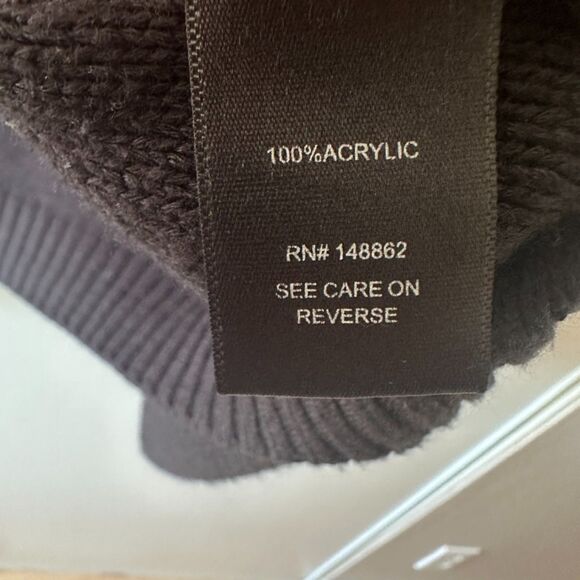 100%ACRYLIC
RN# 148862
SEE CARE ON
REVERSE